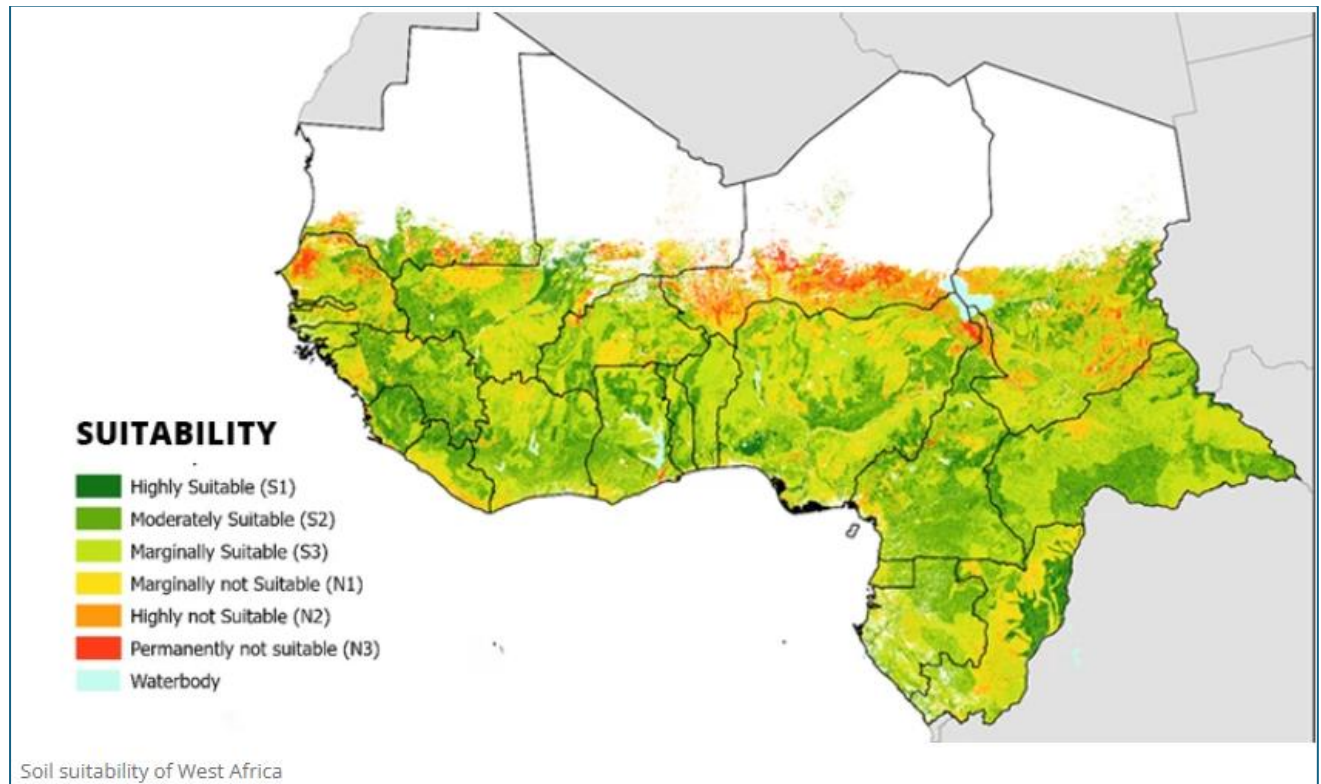 SUITABILITY
Highly Suitable (S1)
Moderately Suitable (S2)
Marginally Suitable (S3)
Marginally not Suitable (N1)
Highly not Suitable (N2)
Permanently not suitable (N3)
Waterbody
Soil suitability of West Africa